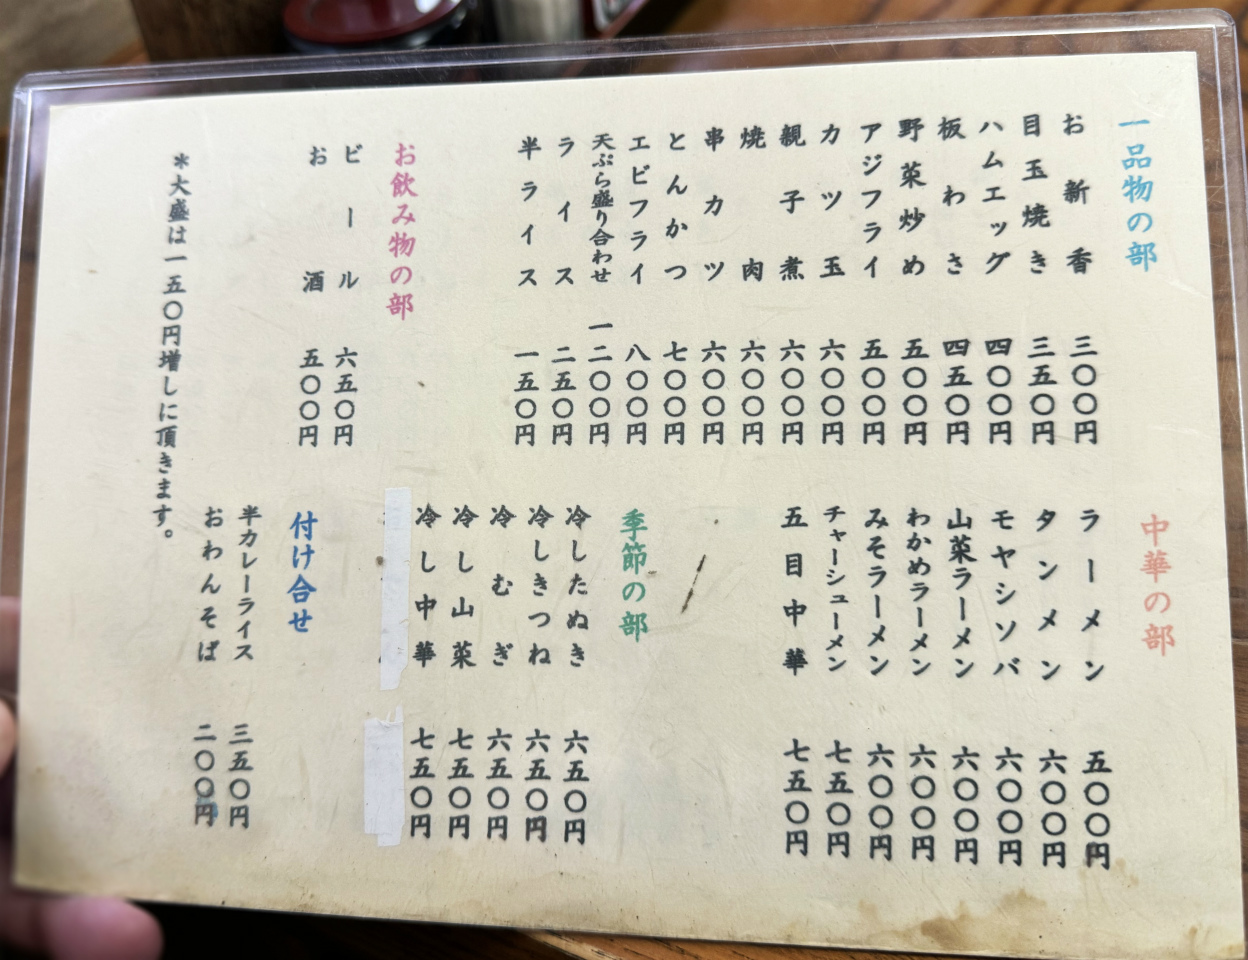 一品物の部
お新香 三〇〇円
目玉焼き 三五〇円
ハムエッグ 四〇〇円
板わさ 四五〇円
野菜炒め 五〇〇円
アジフライ 五〇〇円
カツ玉 六〇〇円
親子煮 六〇〇円
焼肉 六〇〇円
串カツ 六〇〇円
とんかつ 七〇〇円
エビフライ 八〇〇円
天ぷら盛り合わせ 一二〇〇円
ライス 二五〇円
半ライス 一五〇円
お飲み物の部
ビール 六五〇円
お酒 五〇〇円
*大盛は一五〇円増しに頂きます。
中華の部
ラーメン 五〇〇円
タンメン 六〇〇円
モヤシソバ 六〇〇円
山菜ラーメン 六〇〇円
わかめラーメン 六〇〇円
みそラーメン 六〇〇円
チャーシューメン 七五〇円
五目中華 七五〇円
季節の部
冷したぬき 六五〇円
冷しきつね 六五〇円
冷むぎ 六五〇円
冷し山菜 七五〇円
冷し中華 七五〇円
付け合せ
半カレーライス 三五〇円
おわんそば 二〇〇円